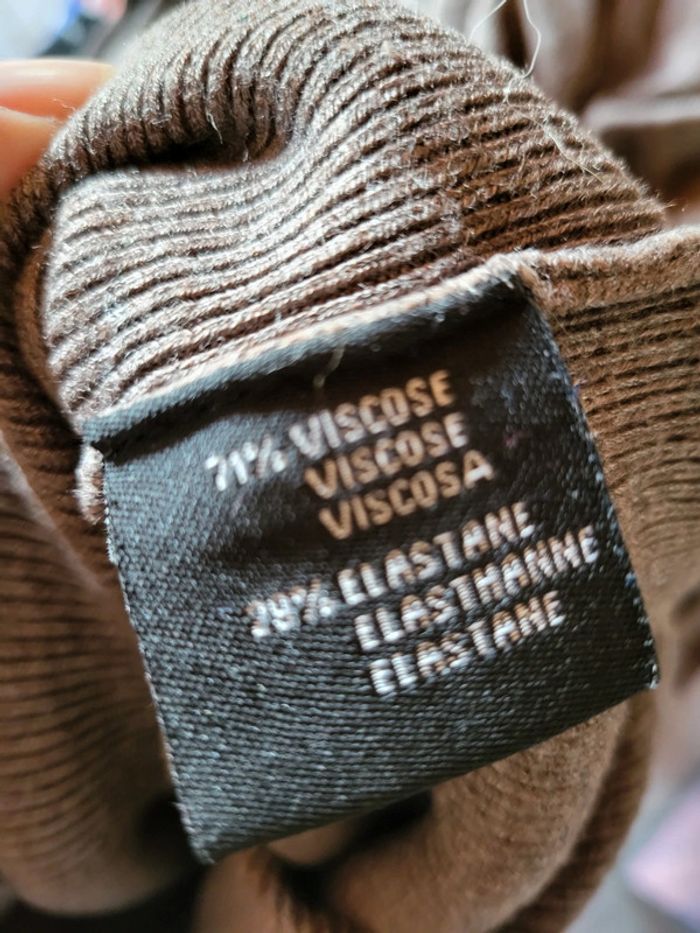 71% VISCOSE
VISCOSE
VISCOSA
29% ELASTANE
ELASTHANNE
ELASTANE